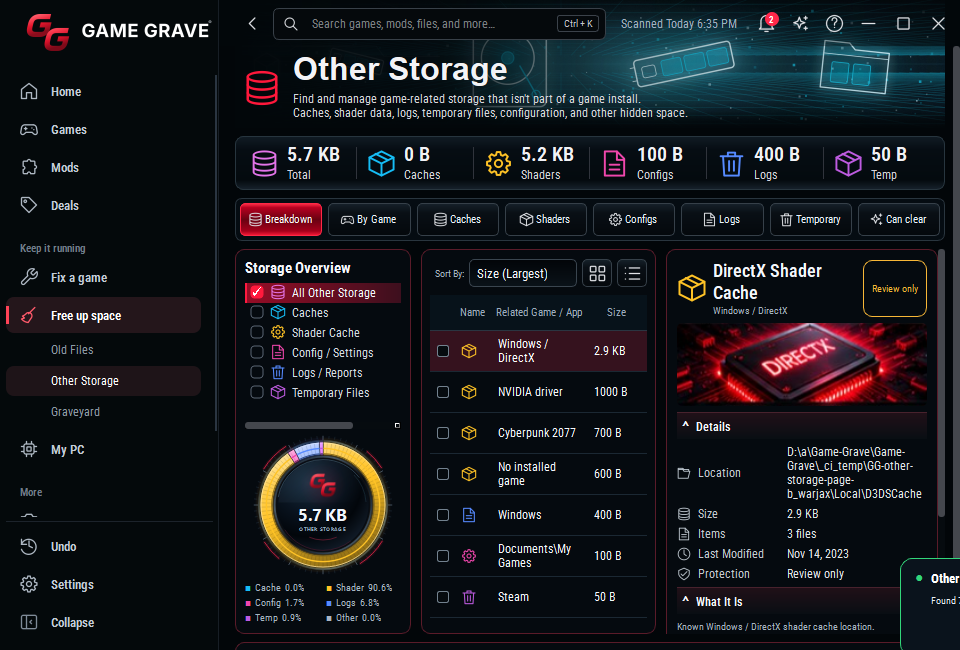 GAME GRAVE
Search games, mods, files, and more...
Ctrl + K
Scanned Today 6:35 PM
2
Home
Games
Mods
Deals
Keep it running
Fix a game
Free up space
Old Files
Other Storage
Graveyard
My PC
More
Undo
Settings
Collapse
Other Storage
Find and manage game-related storage that isn't part of a game install.
Caches, shader data, logs, temporary files, configuration, and other hidden space.
5.7 KB
Total
0 B
Caches
5.2 KB
Shaders
100 B
Configs
400 B
Logs
50 B
Temp
Breakdown
By Game
Caches
Shaders
Configs
Logs
Temporary
Can clear
Storage Overview
All Other Storage
Caches
Shader Cache
Config / Settings
Logs / Reports
Temporary Files
GG
5.7 KB
OTHER STORAGE
Cache 0.0%
Shader 90.6%
Config 1.7%
Logs 6.8%
Temp 0.9%
Other 0.0%
Sort By:
Size (Largest)
Name Related Game / App Size
Windows /
DirectX
2.9 KB
NVIDIA driver 1000 B
Cyberpunk 2077 700 B
No installed
game
600 B
Windows 400 B
Documents\My
Games
100 B
Steam 50 B
DirectX Shader
Cache
Windows / DirectX
Review only
DIRECTX
Details
Location
D:\a\Game-Grave\Game-
Grave\_ci_temp\GG-other-
storage-page-
b_warjax\Local\D3DSCache
Size 2.9 KB
Items 3 files
Last Modified Nov 14, 2023
Protection Review only
What It Is
Known Windows / DirectX shader cache location.
Other
Found